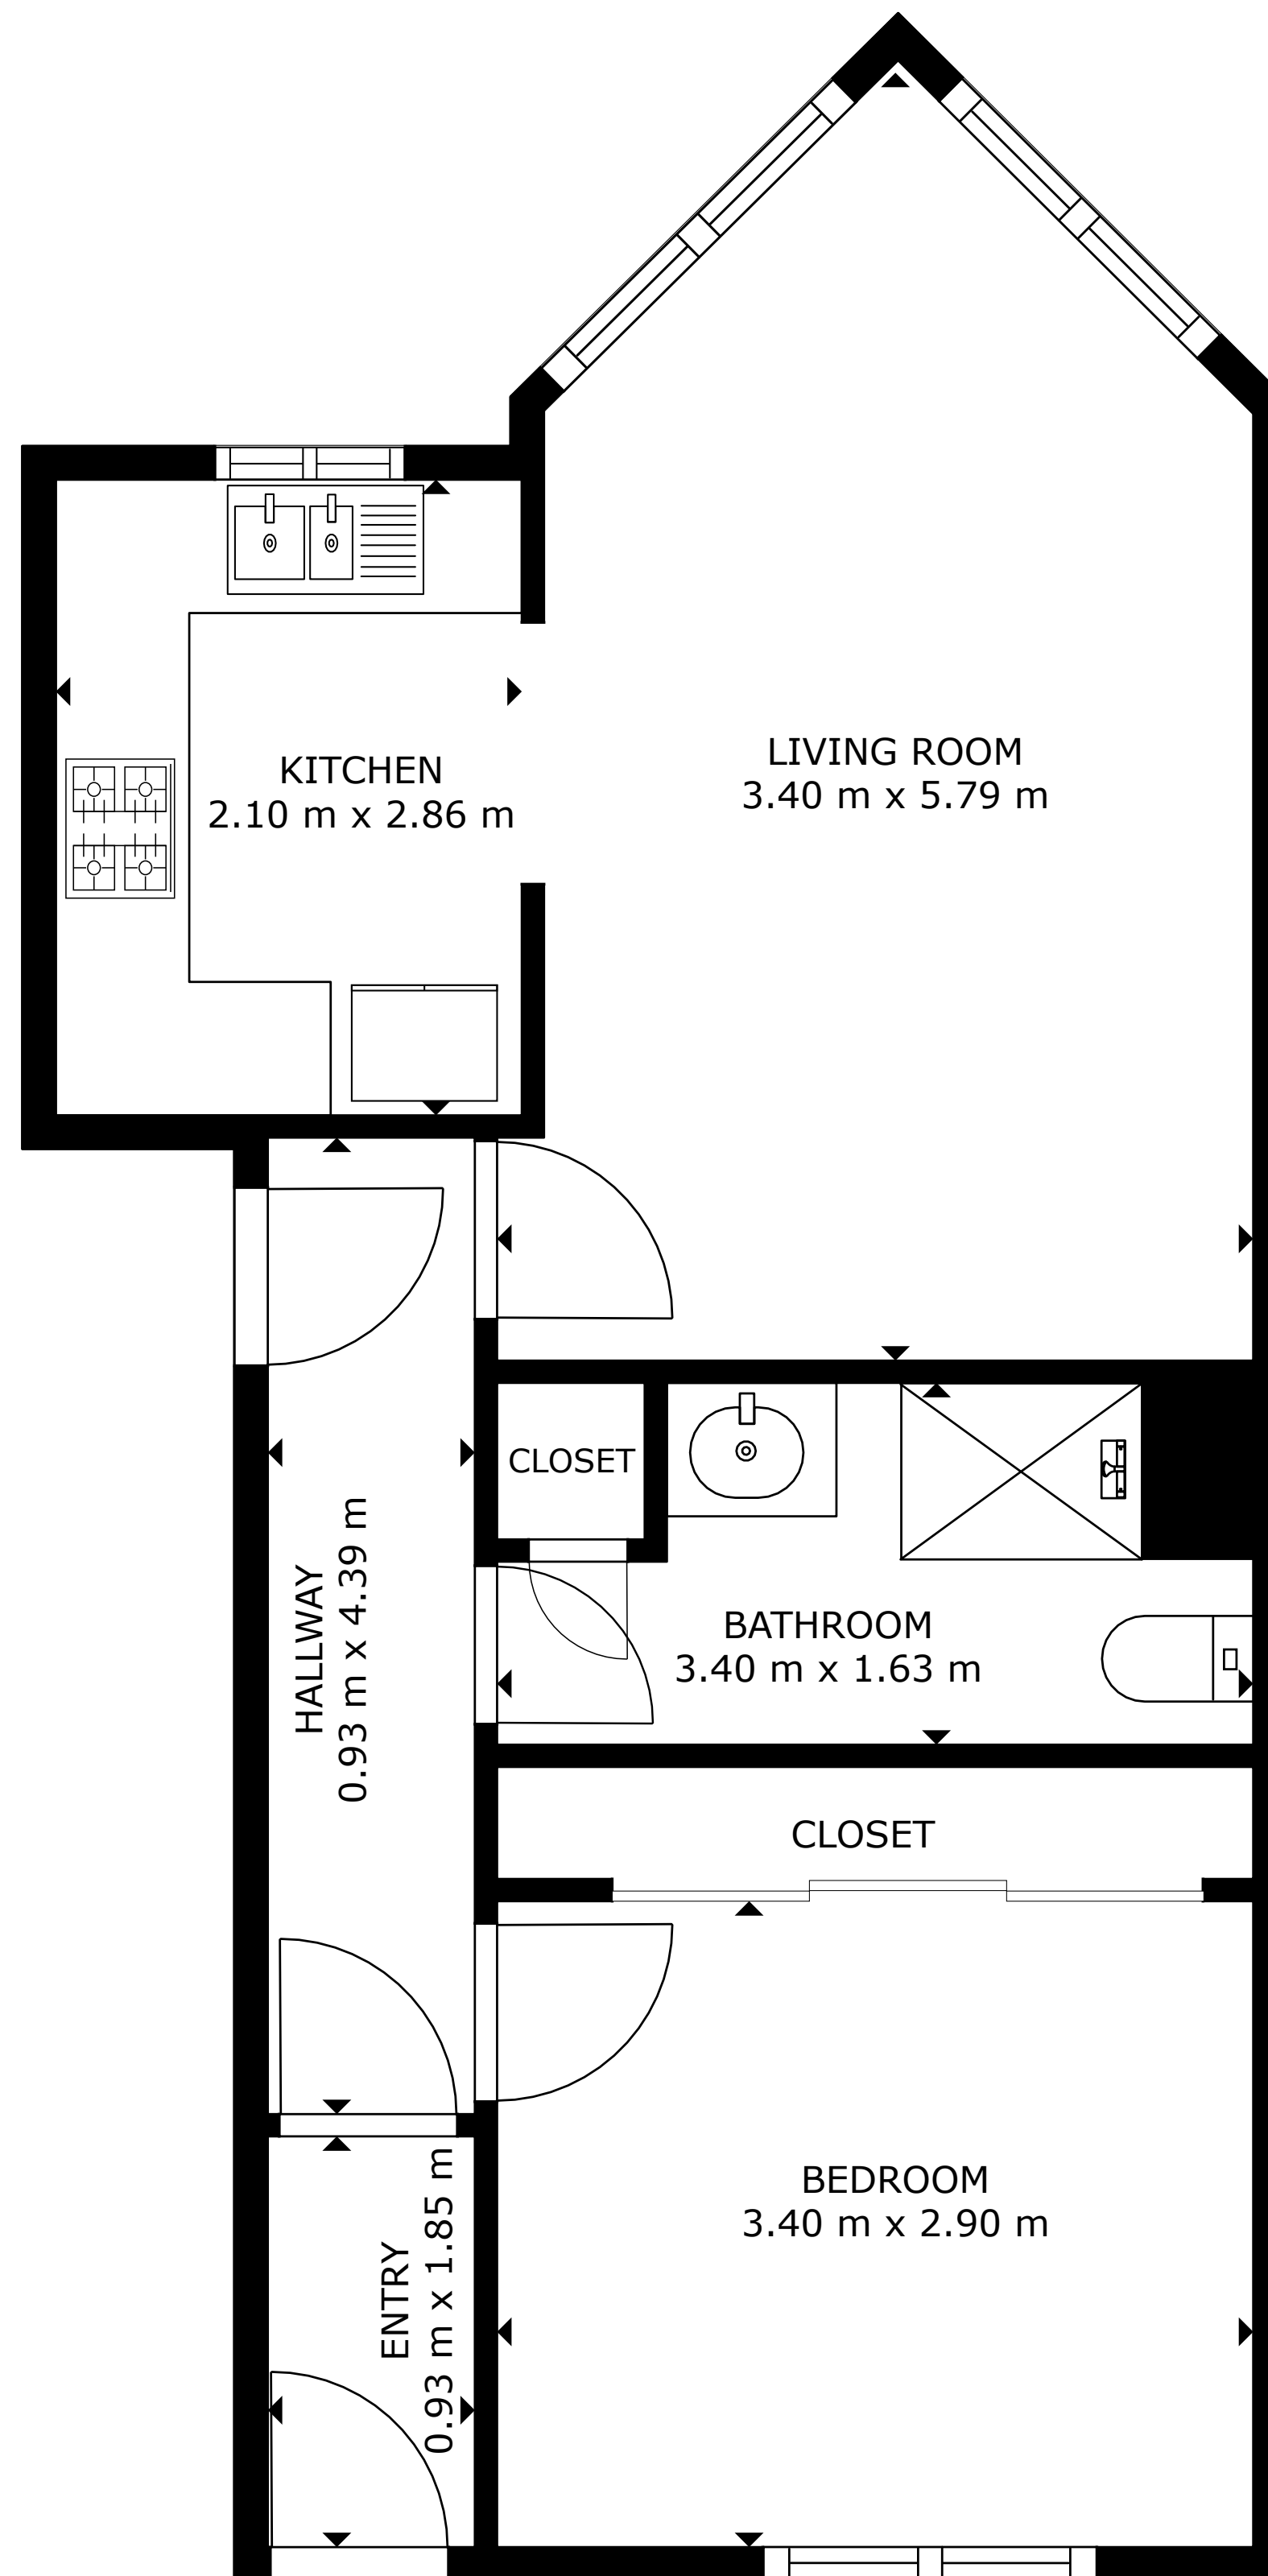 LIVING ROOM
3.40 m x 5.79 m
KITCHEN
2.10 m x 2.86 m
CLOSET
HALLWAY
0.93 m x 4.39 m
BATHROOM
3.40 m x 1.63 m
CLOSET
BEDROOM
3.40 m x 2.90 m
ENTRY
0.93 m x 1.85 m